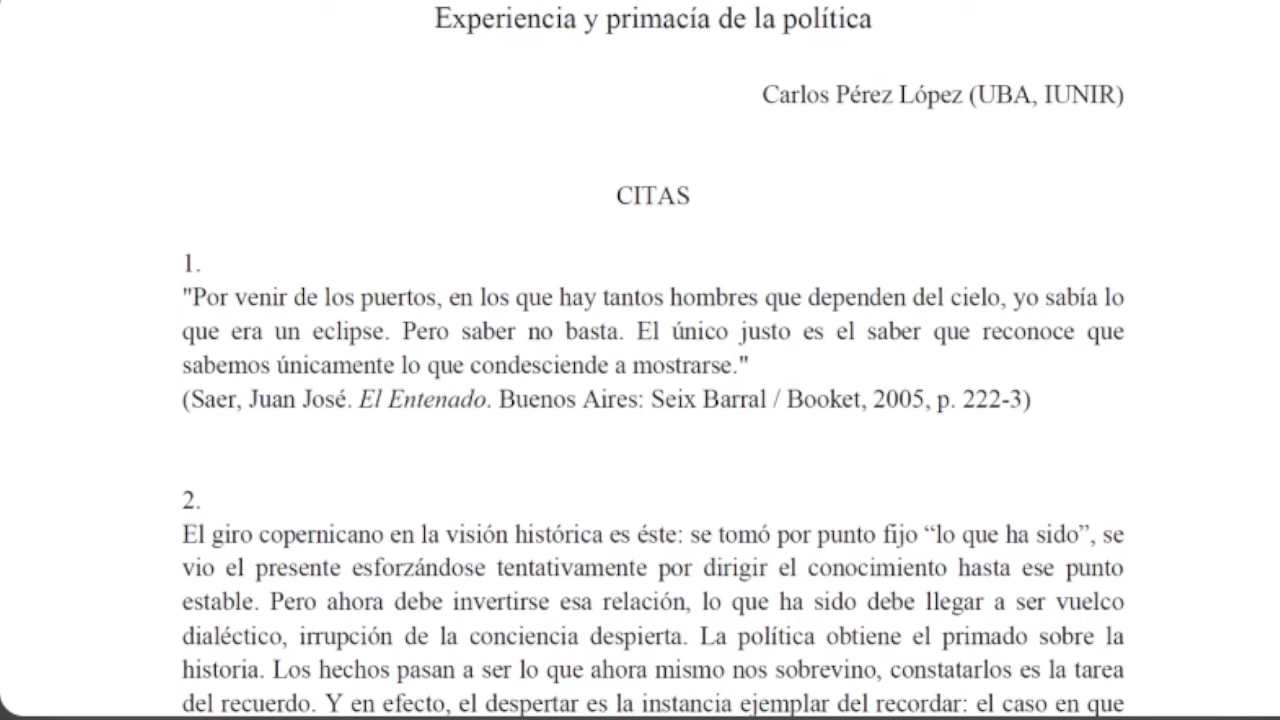 Experiencia y primacía de la política
Carlos Pérez López (UBA, IUNIR)
CITAS
1.
"Por venir de los puertos, en los que hay tantos hombres que dependen del cielo, yo sabía lo
que era un eclipse. Pero saber no basta. El único justo es el saber que reconoce que
sabemos únicamente lo que condesciende a mostrarse."
(Saer, Juan José. El Entenado. Buenos Aires: Seix Barral / Booket, 2005, p. 222-3)
2.
El giro copernicano en la visión histórica es éste: se tomó por punto fijo “lo que ha sido”, se
vio el presente esforzándose tentativamente por dirigir el conocimiento hasta ese punto
estable. Pero ahora debe invertirse esa relación, lo que ha sido debe llegar a ser vuelco
dialéctico, irrupción de la conciencia despierta. La política obtiene el primado sobre la
historia. Los hechos pasan a ser lo que ahora mismo nos sobrevino, constatarlos es la tarea
del recuerdo. Y en efecto, el despertar es la instancia ejemplar del recordar: el caso en que